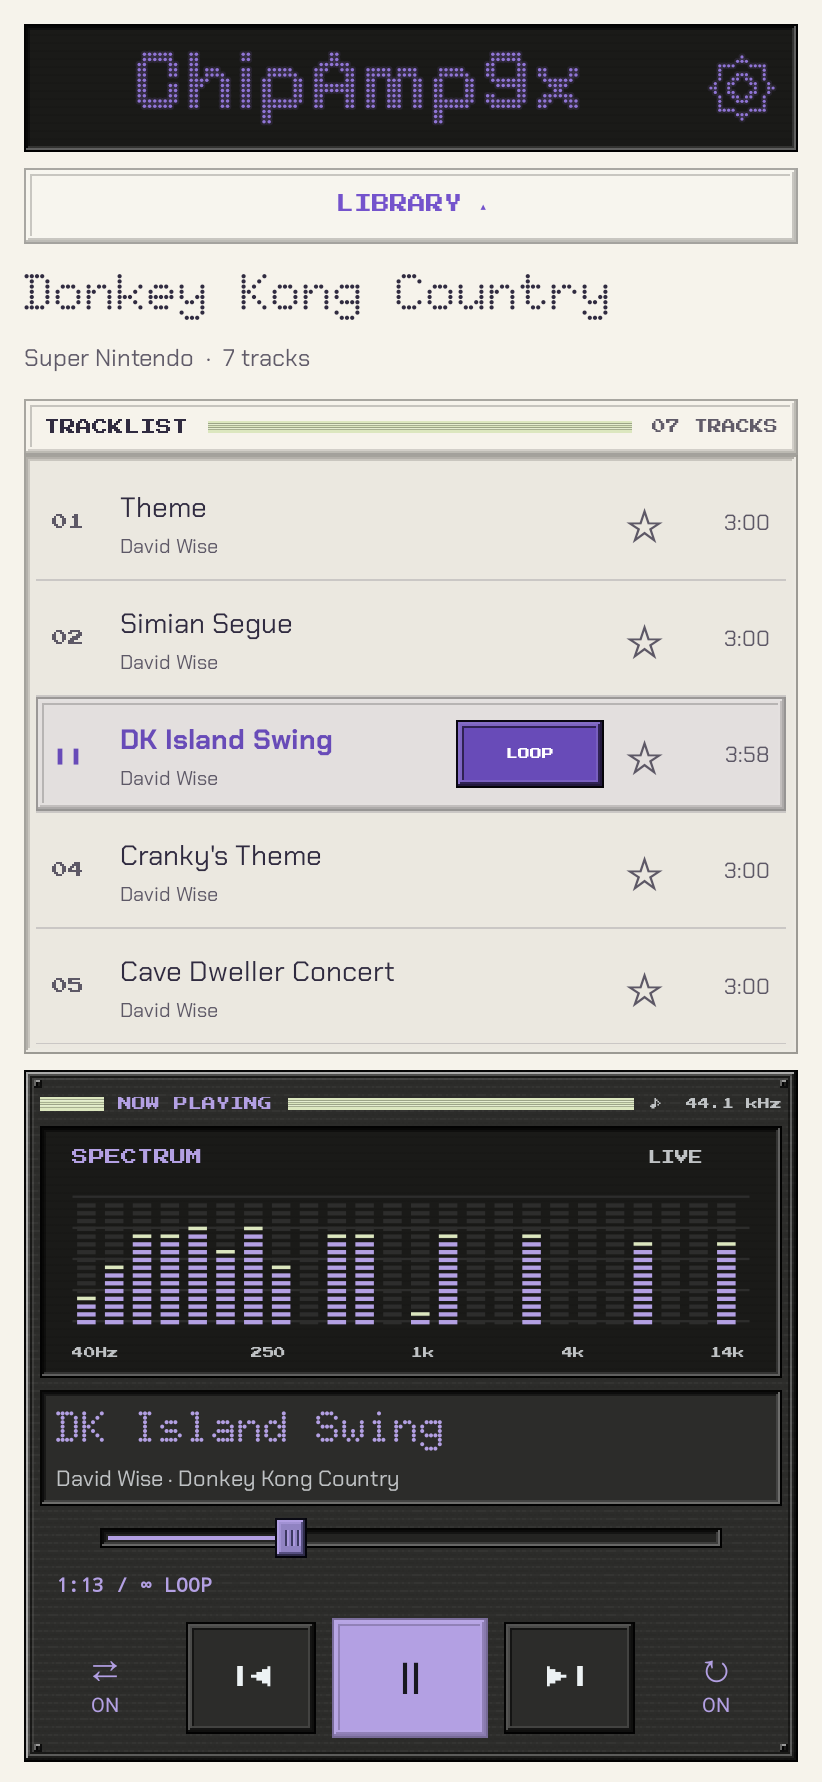 ChipAmp9x
LIBRARY ▴
Donkey Kong Country
Super Nintendo · 7 tracks
TRACKLIST 07 TRACKS
01 Theme 3:00
David Wise
02 Simian Segue 3:00
David Wise
DK Island Swing LOOP 3:58
David Wise
04 Cranky's Theme 3:00
David Wise
05 Cave Dweller Concert 3:00
David Wise
NOW PLAYING ♪ 44.1 kHz
SPECTRUM LIVE
40Hz 250 1k 4k 14k
DK Island Swing
David Wise · Donkey Kong Country
1:13 / ∞ LOOP
ON ON